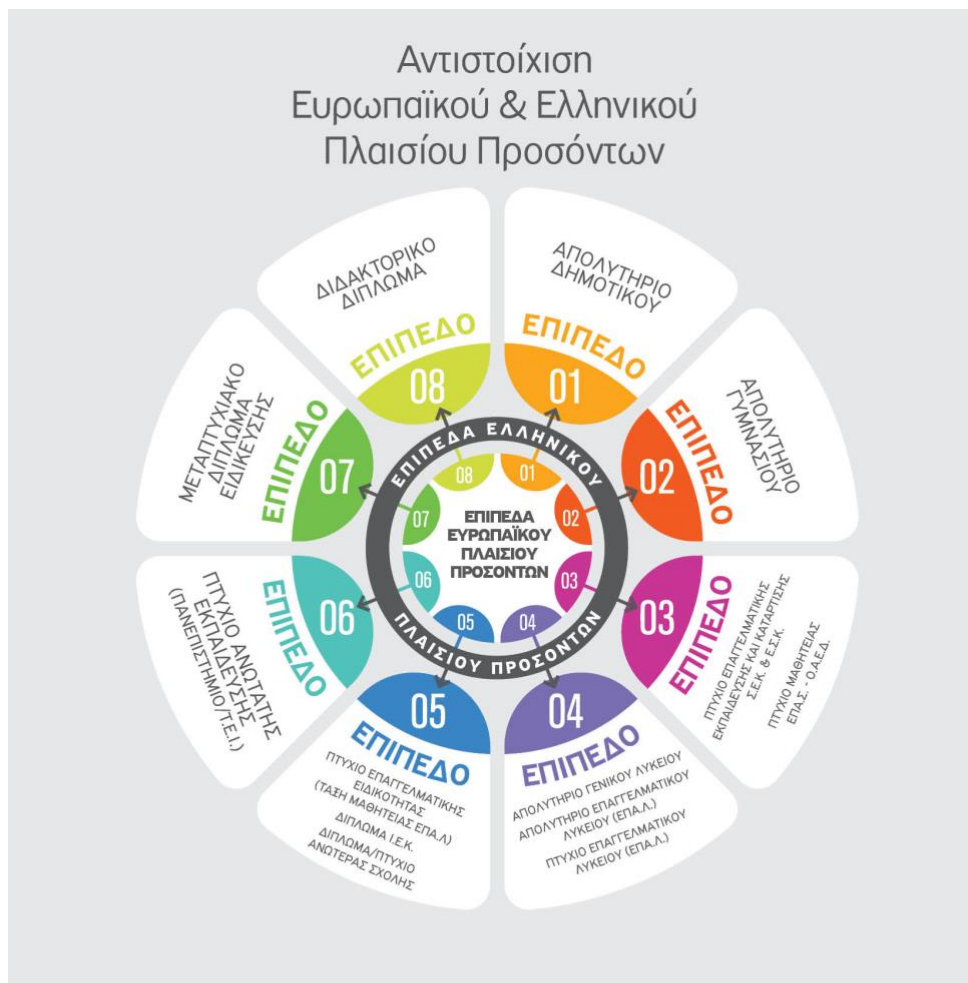 Αντιστοίχιση
Ευρωπαϊκού & Ελληνικού
Πλαισίου Προσόντων
ΑΠΟΛΥΤΗΡΙΟ
ΔΗΜΟΤΙΚΟΥ
ΕΠΙΠΕΔΟ
01
ΑΠΟΛΥΤΗΡΙΟ
ΓΥΜΝΑΣΙΟΥ
ΕΠΙΠΕΔΟ
02
ΕΠΙΠΕΔΟ
03
ΠΤΥΧΙΟ ΕΠΑΓΓΕΛΜΑΤΙΚΗΣ
ΕΚΠΑΙΔΕΥΣΗΣ ΚΑΙ ΚΑΤΑΡΤΙΣΗΣ
Σ.Ε.Κ. & Ε.Σ.Κ.
ΠΤΥΧΙΟ ΜΑΘΗΤΕΙΑΣ
ΕΠΑ.Σ. - Ο.Α.Ε.Δ.
04
ΕΠΙΠΕΔΟ
ΑΠΟΛΥΤΗΡΙΟ ΓΕΝΙΚΟΥ ΛΥΚΕΙΟΥ
ΑΠΟΛΥΤΗΡΙΟ ΕΠΑΓΓΕΛΜΑΤΙΚΟΥ
ΛΥΚΕΙΟΥ (ΕΠΑ.Λ.)
ΠΤΥΧΙΟ ΕΠΑΓΓΕΛΜΑΤΙΚΟΥ
ΛΥΚΕΙΟΥ (ΕΠΑ.Λ.)
05
ΕΠΙΠΕΔΟ
ΠΤΥΧΙΟ ΕΠΑΓΓΕΛΜΑΤΙΚΗΣ
ΕΙΔΙΚΟΤΗΤΑΣ
(ΤΑΞΗ ΜΑΘΗΤΕΙΑΣ ΕΠΑ.Λ)
ΔΙΠΛΩΜΑ Ι.Ε.Κ.
ΔΙΠΛΩΜΑ/ΠΤΥΧΙΟ
ΑΝΩΤΕΡΑΣ ΣΧΟΛΗΣ
06
ΕΠΙΠΕΔΟ
ΠΤΥΧΙΟ ΑΝΩΤΑΤΗΣ
ΕΚΠΑΙΔΕΥΣΗΣ
(ΠΑΝΕΠΙΣΤΗΜΙΟ/Τ.Ε.Ι.)
ΜΕΤΑΠΤΥΧΙΑΚΟ
ΔΙΠΛΩΜΑ
ΕΙΔΙΚΕΥΣΗΣ
ΕΠΙΠΕΔΟ
07
ΔΙΔΑΚΤΟΡΙΚΟ
ΔΙΠΛΩΜΑ
ΕΠΙΠΕΔΟ
08
ΕΠΙΠΕΔΑ ΕΛΛΗΝΙΚΟΥ
ΠΛΑΙΣΙΟΥ ΠΡΟΣΟΝΤΩΝ
01
02
03
04
05
06
07
08
ΕΠΙΠΕΔΑ
ΕΥΡΩΠΑΪΚΟΥ
ΠΛΑΙΣΙΟΥ
ΠΡΟΣΟΝΤΩΝ